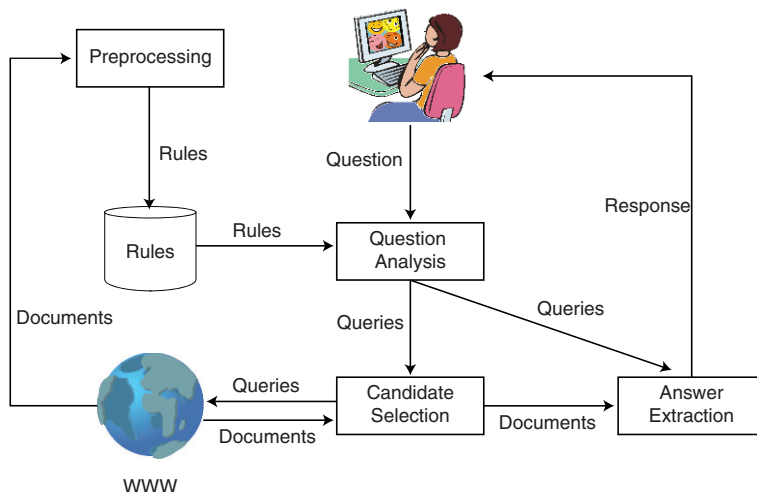 Preprocessing
Rules
Question
Response
Rules
Rules
Question
Analysis
Documents
Queries
Queries
Queries
Candidate
Selection
Documents
Documents
Answer
Extraction
WWW